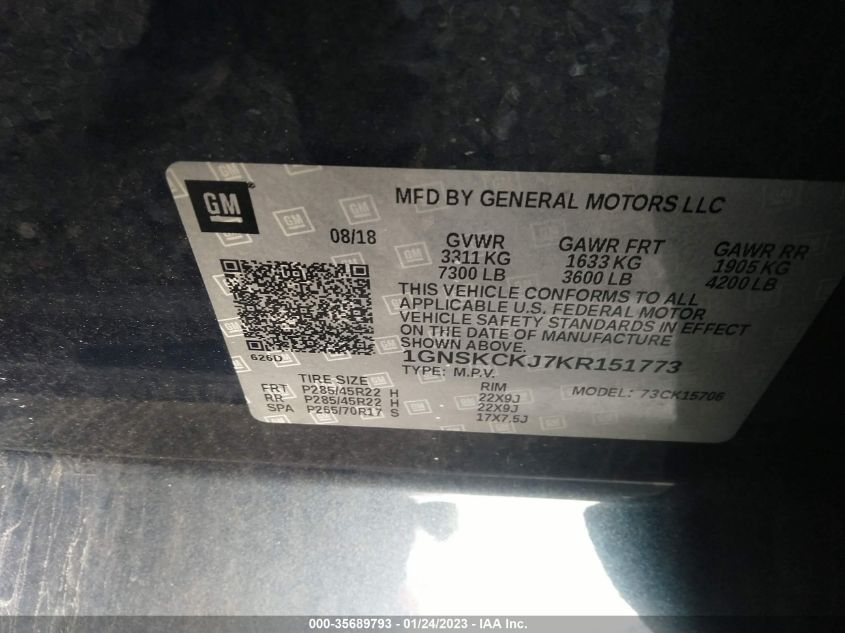 GM
MFD BY GENERAL MOTORS LLC
08/18
GVWR GAWR FRT GAWR RR
3311 KG 1633 KG 1905 KG
7300 LB 3600 LB 4200 LB
THIS VEHICLE CONFORMS TO ALL
APPLICABLE U.S. FEDERAL MOTOR
VEHICLE SAFETY STANDARDS IN EFFECT
ON THE DATE OF MANUFACTURE
SHOWN ABOVE.
626D
1GNSKCKJ7KR151773
TYPE: M.P.V.
MODEL: 73CK15706
TIRE SIZE RIM
FRT P285/45R22 H 22X9J
RR P285/45R22 H 22X9J
SPA P265/70R17 S 17X7.5J
000-35689793 - 01/24/2023 - IAA Inc.